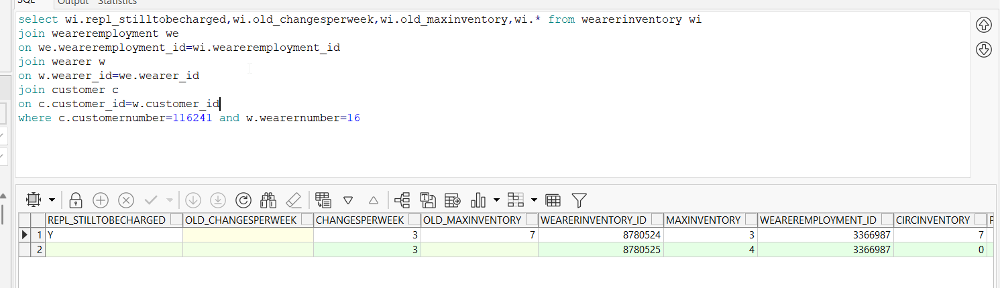 SQL Output Statistics
select wi.repl_stilltobecharged,wi.old_changesperweek,wi.old_maxinventory,wi.* from wearerinventory wi
join weareremployment we
on we.weareremployment_id=wi.weareremployment_id
join wearer w
on w.wearer_id=we.wearer_id
join customer c
on c.customer_id=w.customer_id
where c.customernumber=116241 and w.wearernumber=16
REPL_STILLTOBECHARGED OLD_CHANGESPERWEEK CHANGESPERWEEK OLD_MAXINVENTORY WEARERINVENTORY_ID MAXINVENTORY WEAREREMPLOYMENT_ID CIRCINVENTORY
1 Y 3 7 8780524 3 3366987 7
2 3 8780525 4 3366987 0